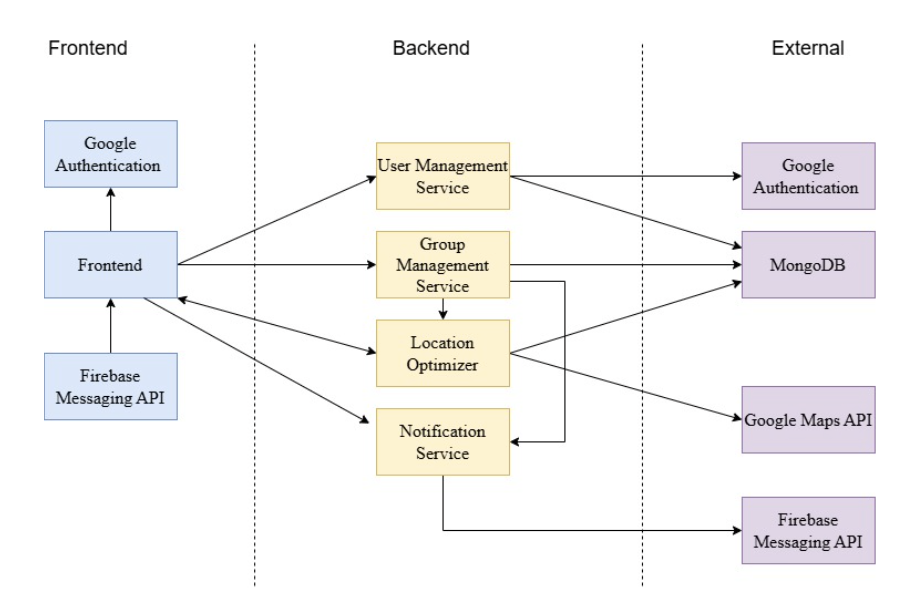 Frontend
Backend
External
Google
Authentication
Frontend
Firebase
Messaging API
User Management
Service
Group
Management
Service
Location
Optimizer
Notification
Service
Google
Authentication
MongoDB
Google Maps API
Firebase
Messaging API